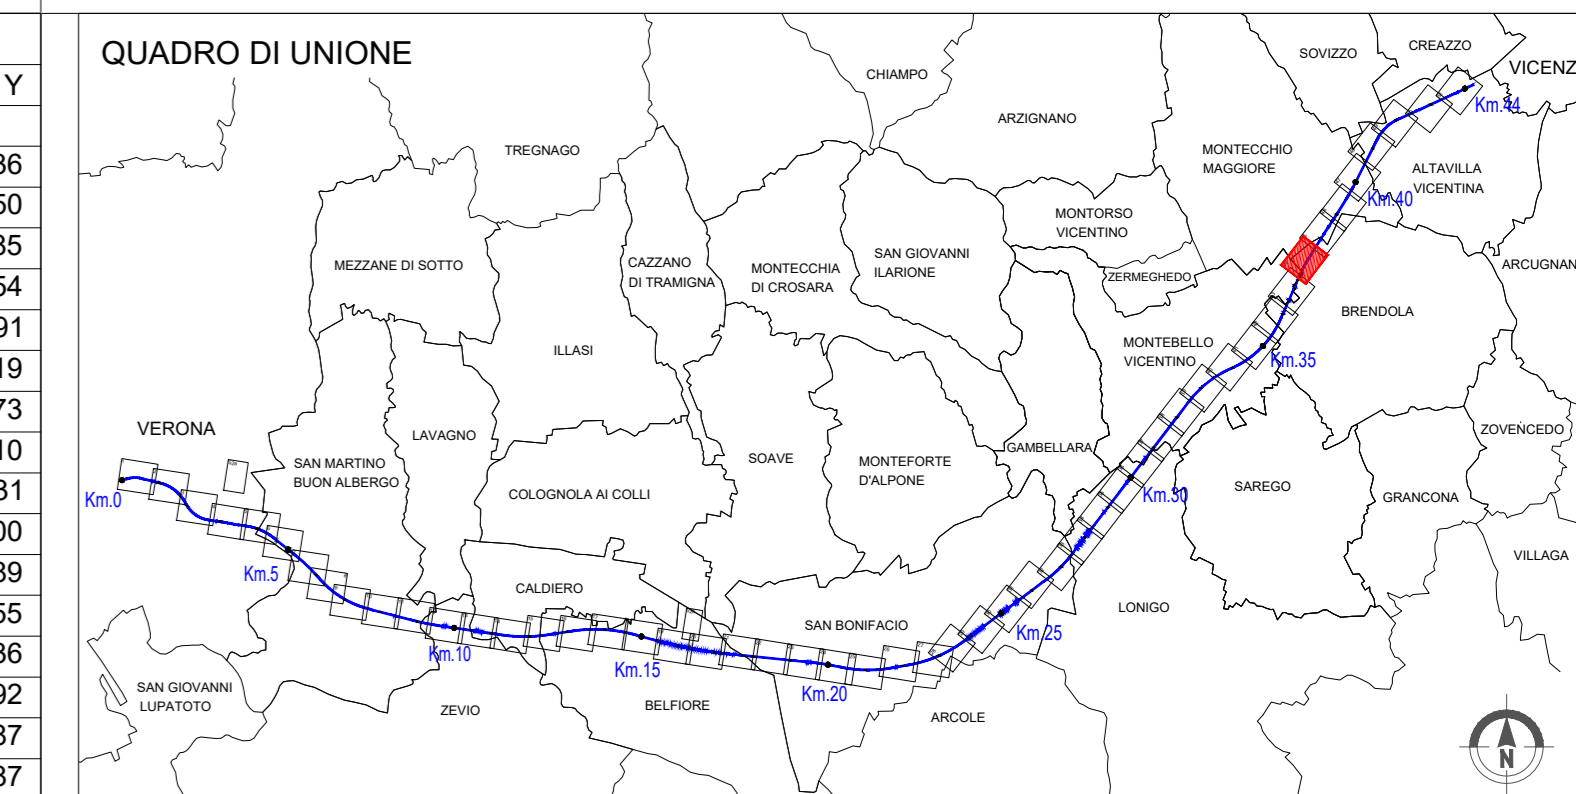 QUADRO DI UNIONE
Y
36
50
35
54
91
19
73
10
31
00
39
55
36
92
37
37
SOVIZZO
CREAZZO
VICENZ
CHIAMPO
Km.44
ARZIGNANO
TREGNAGO
MONTECCHIO
MAGGIORE
ALTAVILLA
VICENTINA
Km.40
MONTORSO
VICENTINO
SAN GIOVANNI
ILARIONE
MEZZANE DI SOTTO
CAZZANO
DI TRAMIGNA
MONTECCHIA
DI CROSARA
ZERMEGHEDO
ARCUGNAN
BRENDOLA
ILLASI
MONTEBELLO
VICENTINO
Km.35
VERONA
LAVAGNO
GAMBELLARA
ZOVENCEDO
SAN MARTINO
BUON ALBERGO
SOAVE
MONTEFORTE
D'ALPONE
COLOGNOLA AI COLLI
Km.0
Km.30
SAREGO
GRANCONA
VILLAGA
Km.5
CALDIERO
LONIGO
SAN BONIFACIO
Km.25
Km.10
Km.15
Km.20
SAN GIOVANNI
LUPATOTO
ZEVIO
BELFIORE
ARCOLE
N